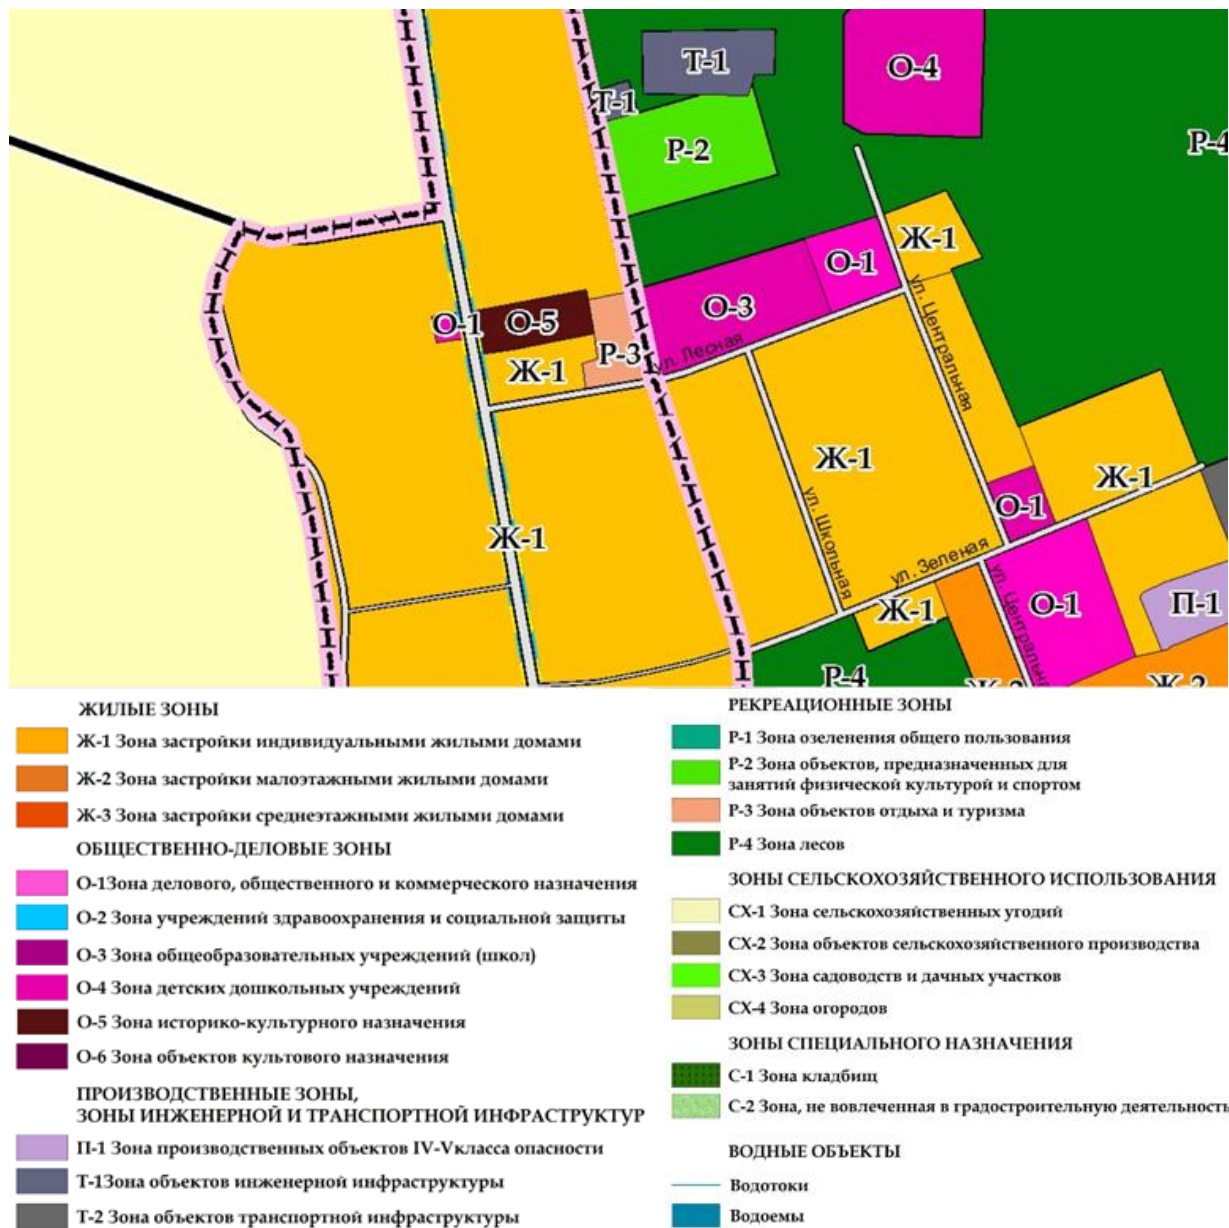 Т-1
О-4
Т-1
Р-2
Р-4
Ж-1
О-1
О-3
О-1
О-5
Р-3
Ж-1
ул. Лесная
ул. Центральная
Ж-1
Ж-1
О-1
ул. Школьная
Ж-1
ул. Зеленая
Ж-1
О-1
П-1
ул. Центральн
Р-4
Ж-2
Ж-2
ЖИЛЫЕ ЗОНЫ
Ж-1 Зона застройки индивидуальными жилыми домами
Ж-2 Зона застройки малоэтажными жилыми домами
Ж-3 Зона застройки среднеэтажными жилыми домами
ОБЩЕСТВЕННО-ДЕЛОВЫЕ ЗОНЫ
О-1Зона делового, общественного и коммерческого назначения
О-2 Зона учреждений здравоохранения и социальной защиты
О-3 Зона общеобразовательных учреждений (школ)
О-4 Зона детских дошкольных учреждений
О-5 Зона историко-культурного назначения
О-6 Зона объектов культового назначения
ПРОИЗВОДСТВЕННЫЕ ЗОНЫ,
ЗОНЫ ИНЖЕНЕРНОЙ И ТРАНСПОРТНОЙ ИНФРАСТРУКТУР
П-1 Зона производственных объектов IV-Vкласса опасности
Т-1Зона объектов инженерной инфраструктуры
Т-2 Зона объектов транспортной инфраструктуры
РЕКРЕАЦИОННЫЕ ЗОНЫ
Р-1 Зона озеленения общего пользования
Р-2 Зона объектов, предназначенных для
занятий физической культурой и спортом
Р-3 Зона объектов отдыха и туризма
Р-4 Зона лесов
ЗОНЫ СЕЛЬСКОХОЗЯЙСТВЕННОГО ИСПОЛЬЗОВАНИЯ
СХ-1 Зона сельскохозяйственных угодий
СХ-2 Зона объектов сельскохозяйственного производства
СХ-3 Зона садоводств и дачных участков
СХ-4 Зона огородов
ЗОНЫ СПЕЦИАЛЬНОГО НАЗНАЧЕНИЯ
С-1 Зона кладбищ
С-2 Зона, не вовлеченная в градостроительную деятельность
ВОДНЫЕ ОБЪЕКТЫ
Водотоки
Водоемы